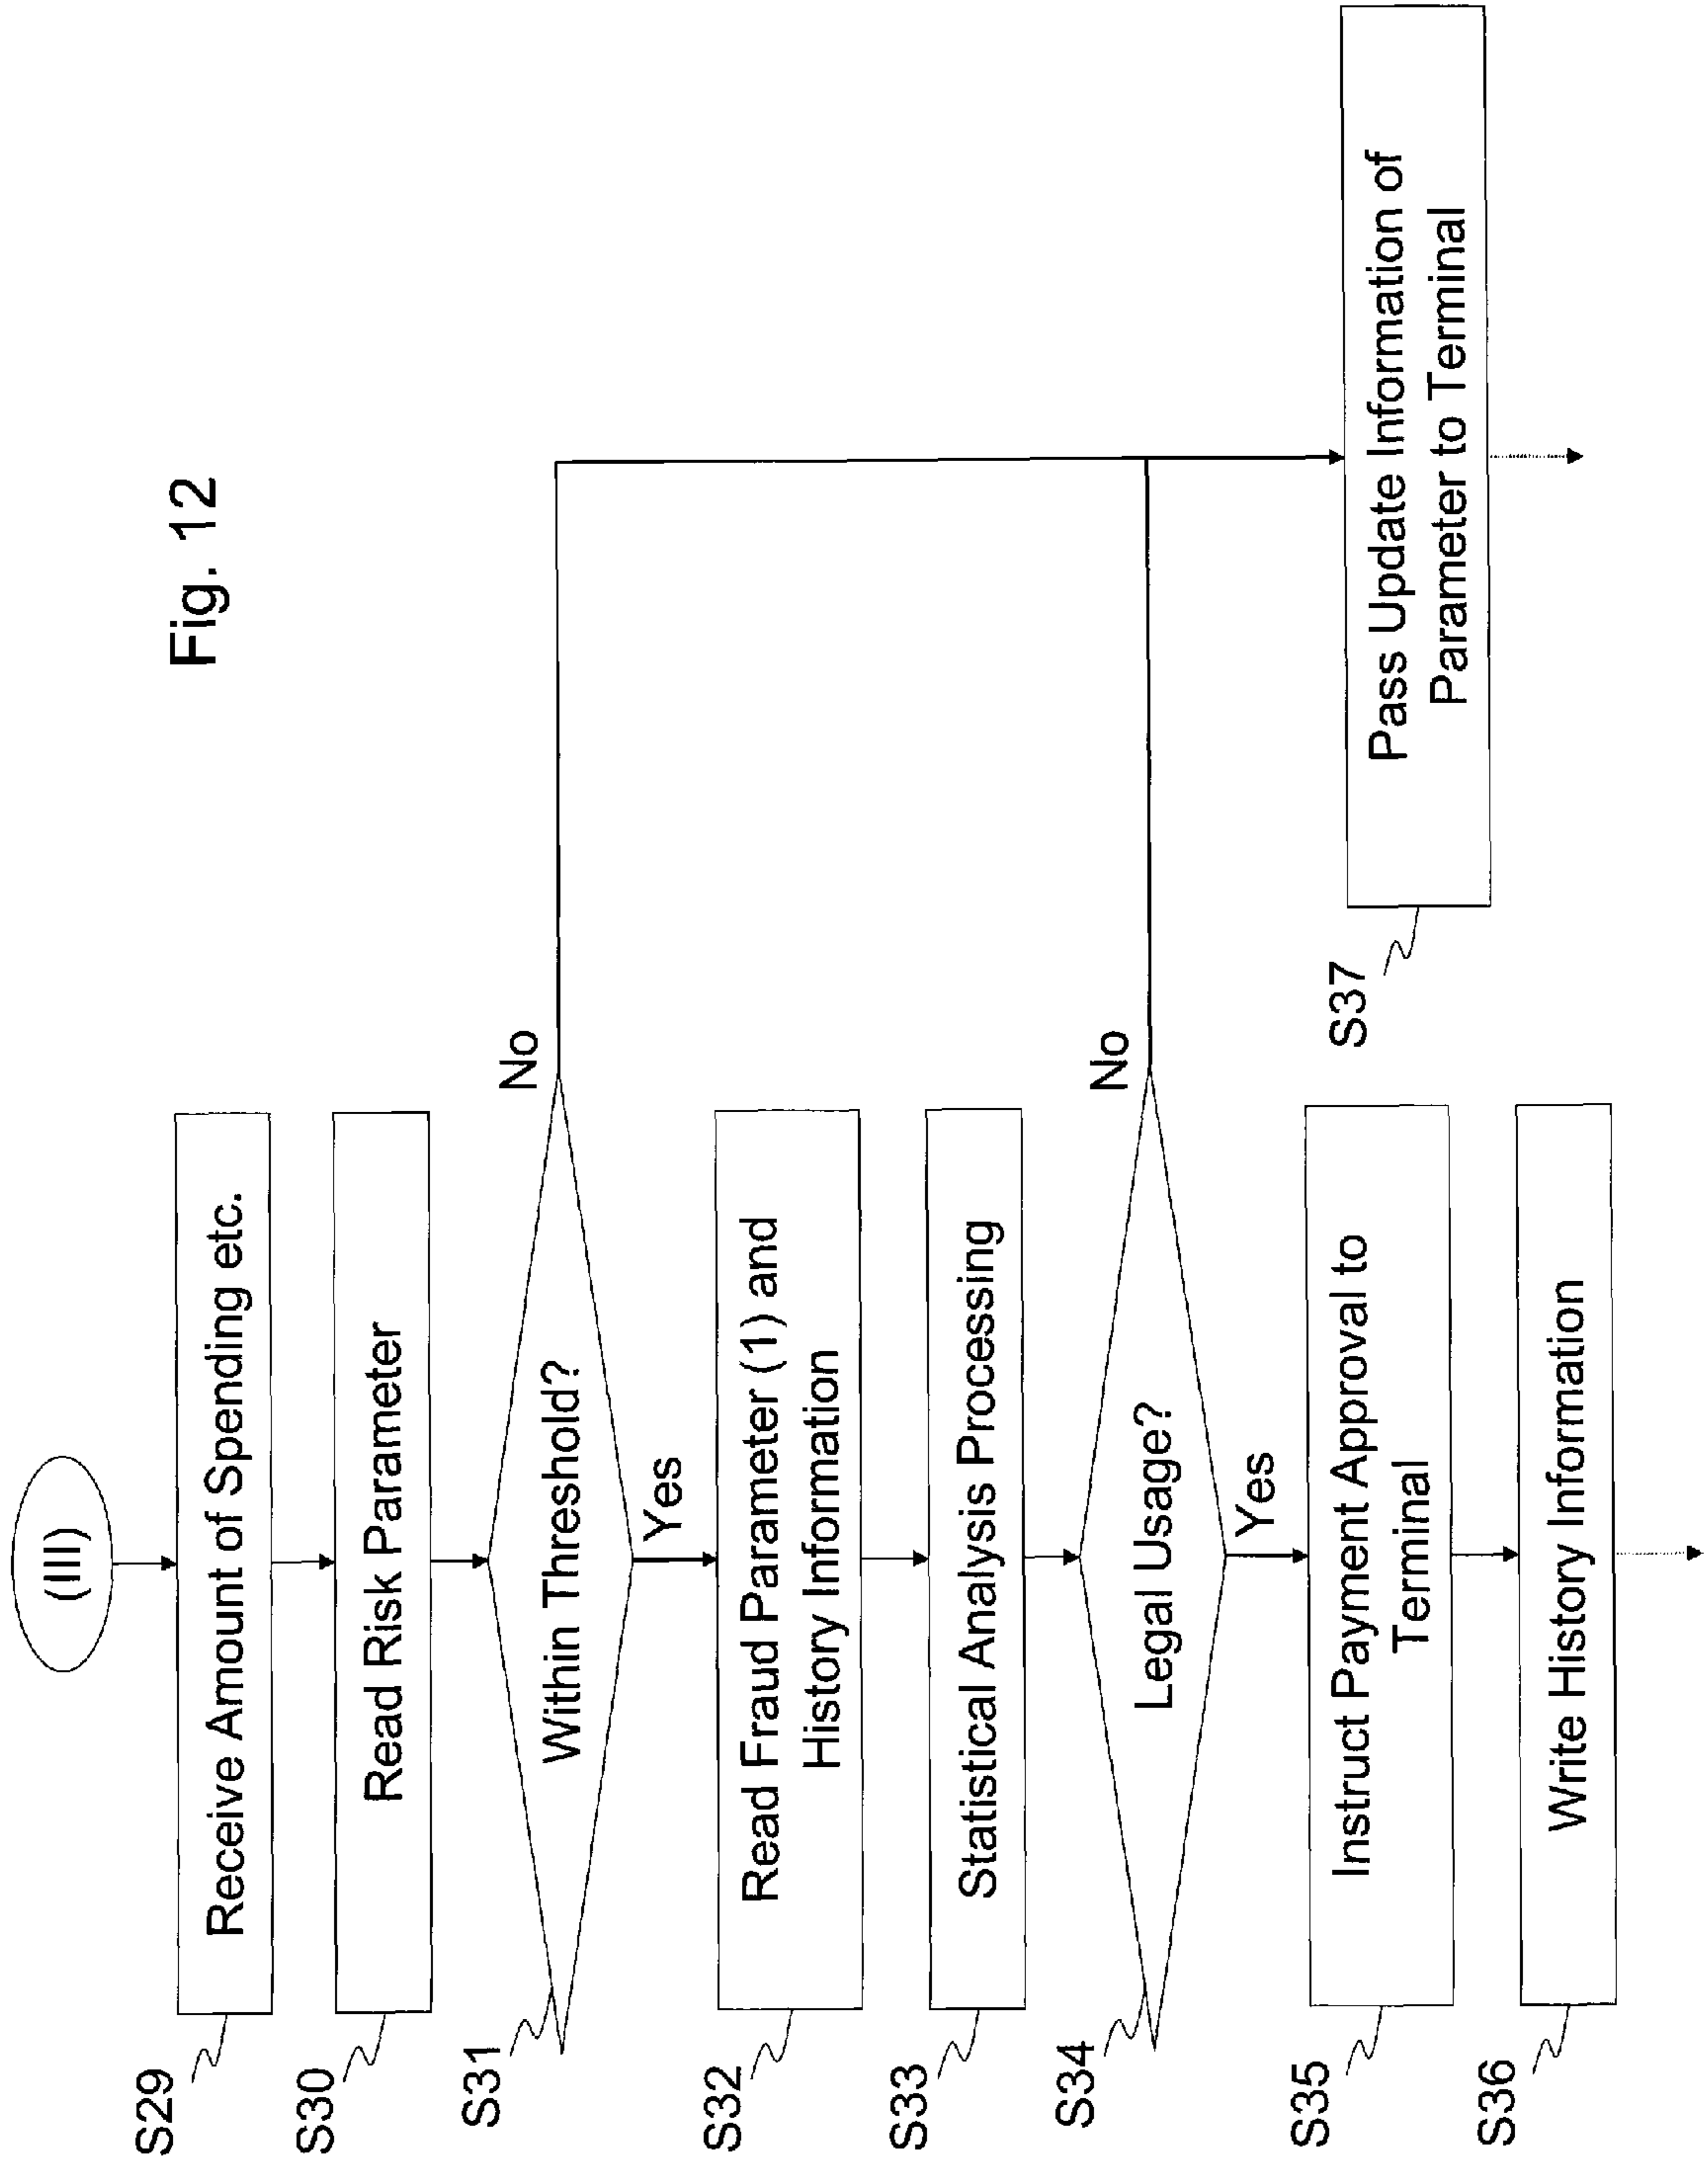 Fig. 12
(III)
S29
Receive Amount of Spending etc.
S30
Read Risk Parameter
S31
Within Threshold?
No
Yes
S32
Read Fraud Parameter (1) and
History Information
S33
Statistical Analysis Processing
S34
Legal Usage?
No
Yes
S35
Instruct Payment Approval to
Terminal
S37
Pass Update Information of
Parameter to Terminal
S36
Write History Information